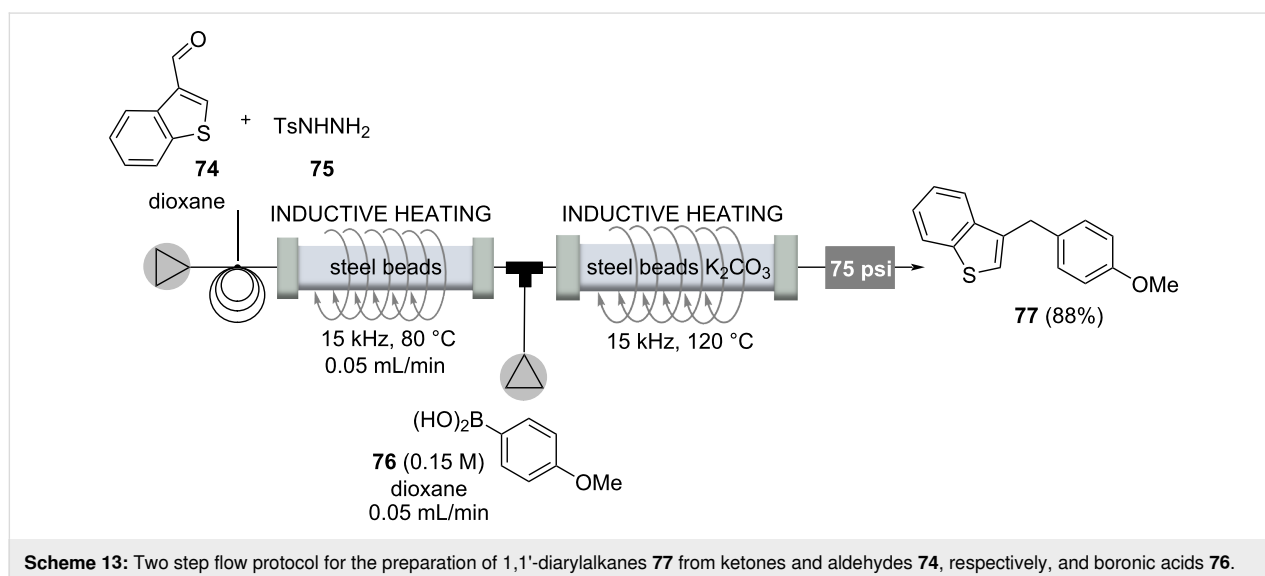 O
S
+
TsNHNH₂
74
75
dioxane
INDUCTIVE HEATING
INDUCTIVE HEATING
steel beads
steel beads K₂CO₃
75 psi
15 kHz, 80 °C
0.05 mL/min
15 kHz, 120 °C
S
OMe
77 (88%)
(HO)₂B
76 (0.15 M)
OMe
dioxane
0.05 mL/min
Scheme 13: Two step flow protocol for the preparation of 1,1'-diarylalkanes 77 from ketones and aldehydes 74, respectively, and boronic acids 76.